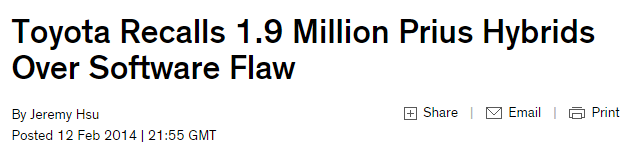 Toyota Recalls 1.9 Million Prius Hybrids
Over Software Flaw
By Jeremy Hsu
Share | Email | Print
Posted 12 Feb 2014 | 21:55 GMT